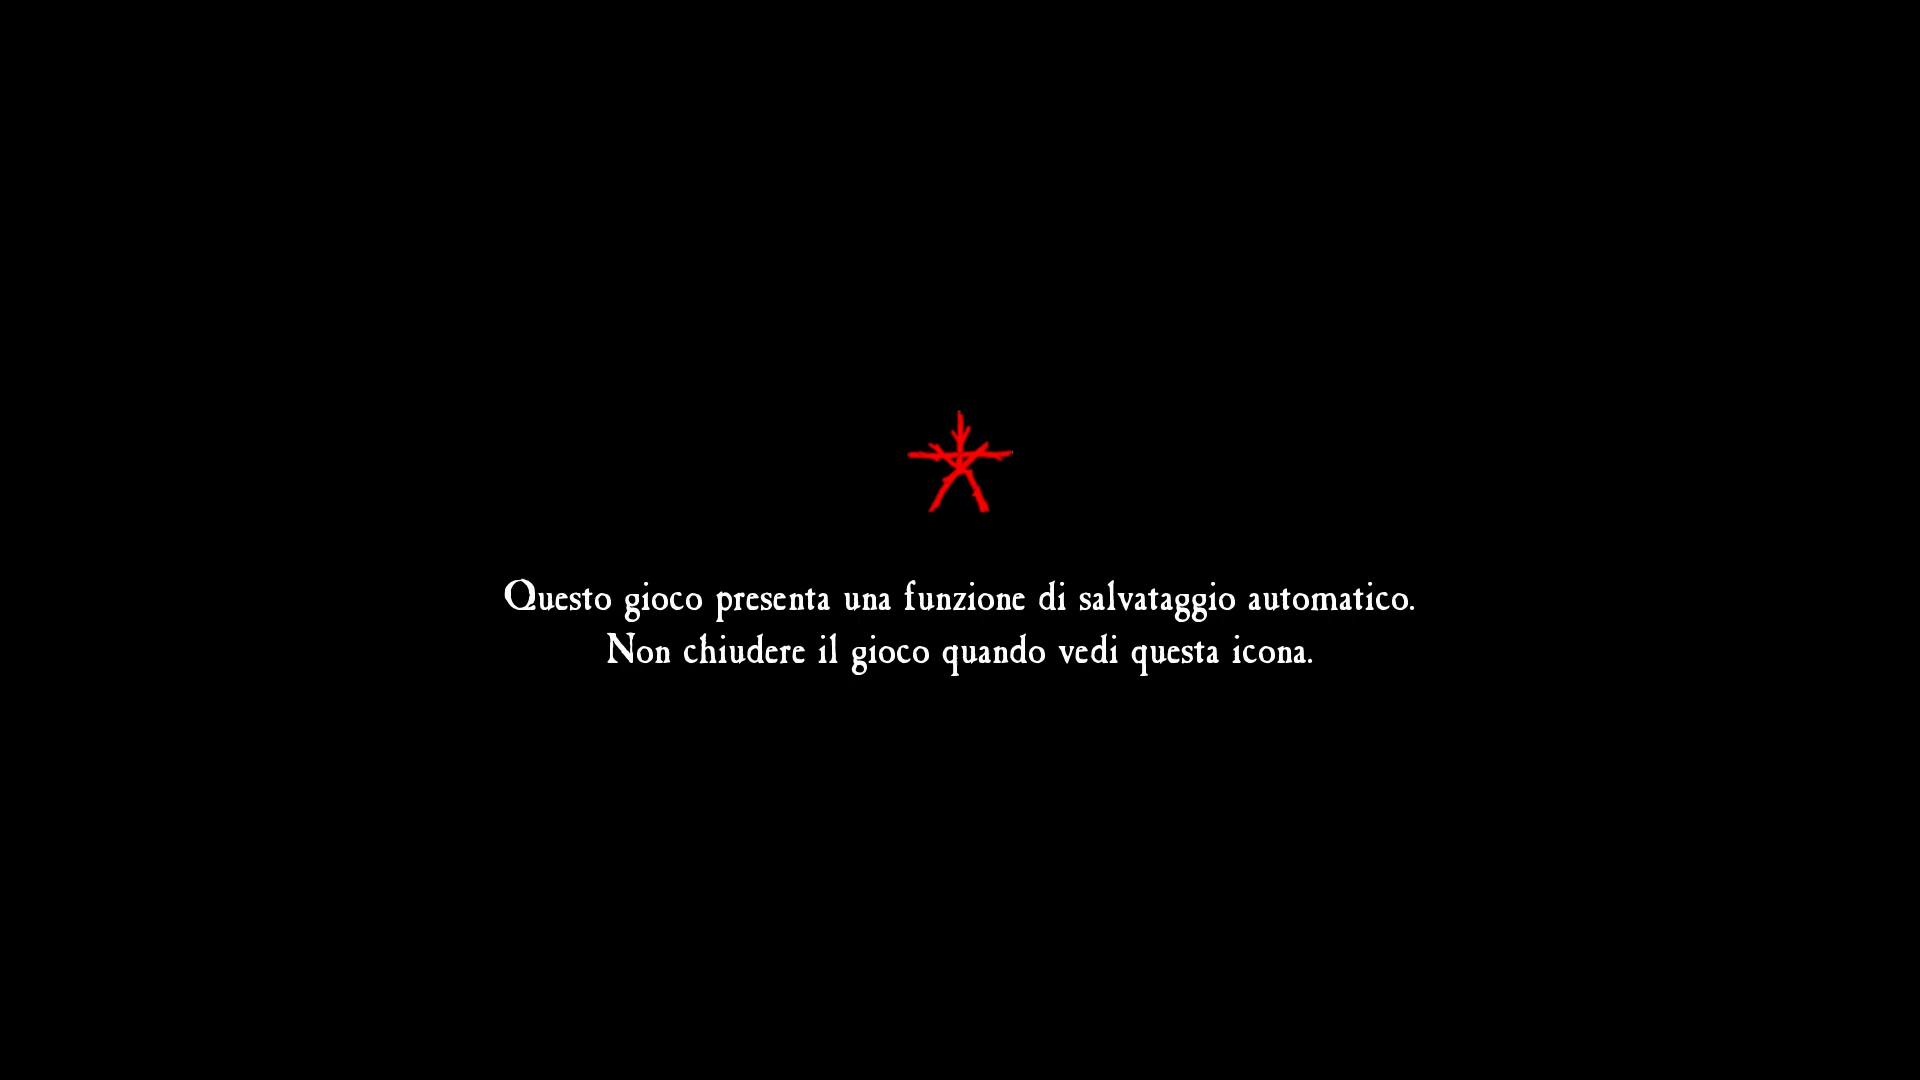 Questo gioco presenta una funzione di salvataggio automatico.
Non chiudere il gioco quando vedi questa icona.